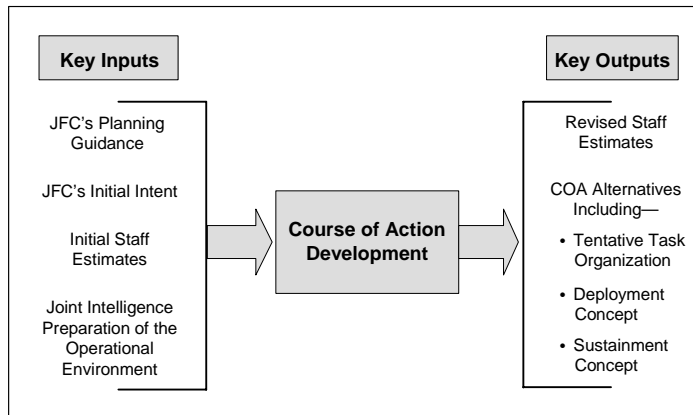 Key Inputs
JFC's Planning
Guidance
JFC's Initial Intent
Initial Staff
Estimates
Joint Intelligence
Preparation of the
Operational
Environment
Course of Action
Development
Key Outputs
Revised Staff
Estimates
COA Alternatives
Including—
• Tentative Task
Organization
• Deployment
Concept
• Sustainment
Concept